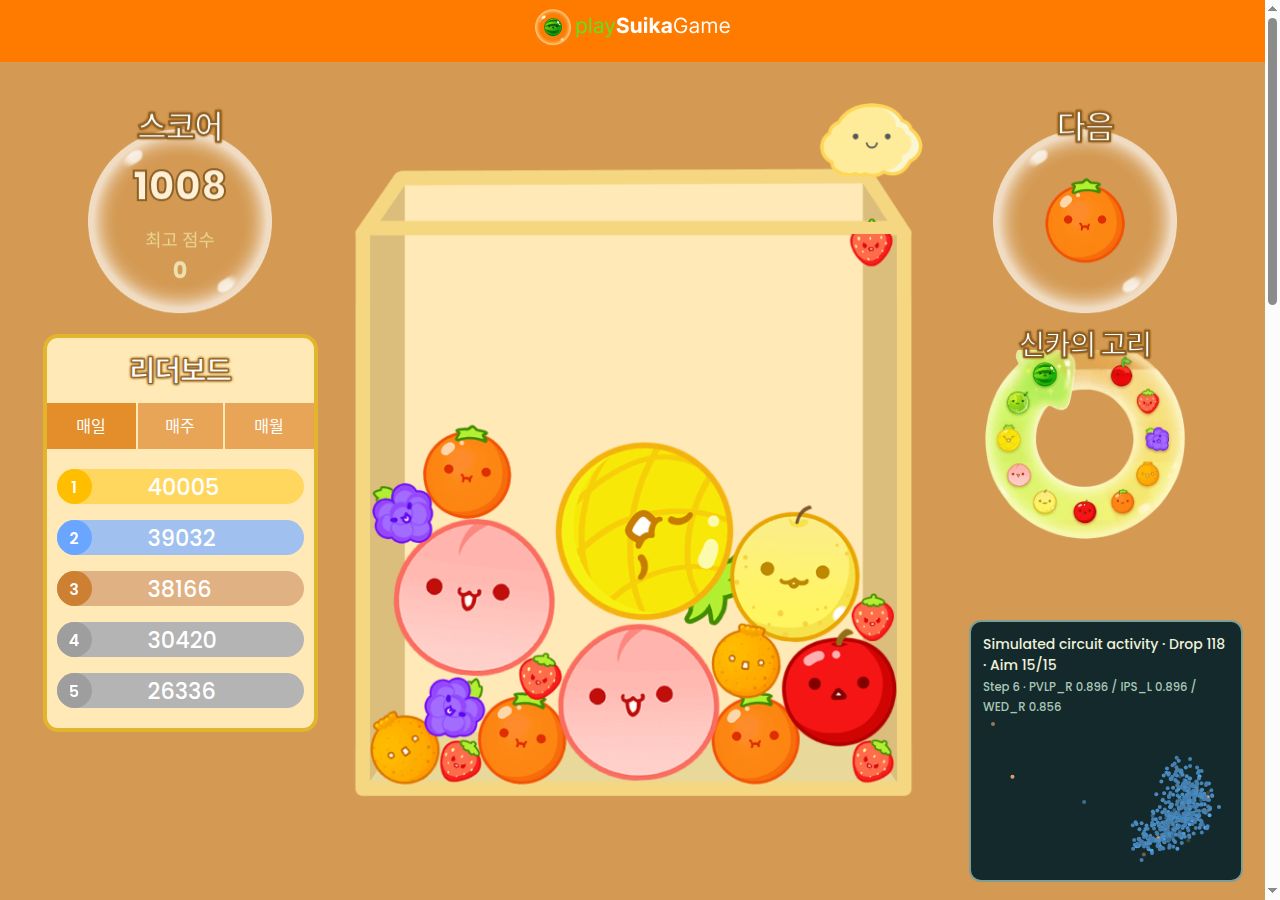 playSuikaGame
스코어
1008
최고 점수
0
리더보드
매일 매주 매월
1 40005
2 39032
3 38166
4 30420
5 26336
다음
신카의 고리
Simulated circuit activity · Drop 118
· Aim 15/15
Step 6 · PVLP_R 0.896 / IPS_L 0.896 /
WED_R 0.856